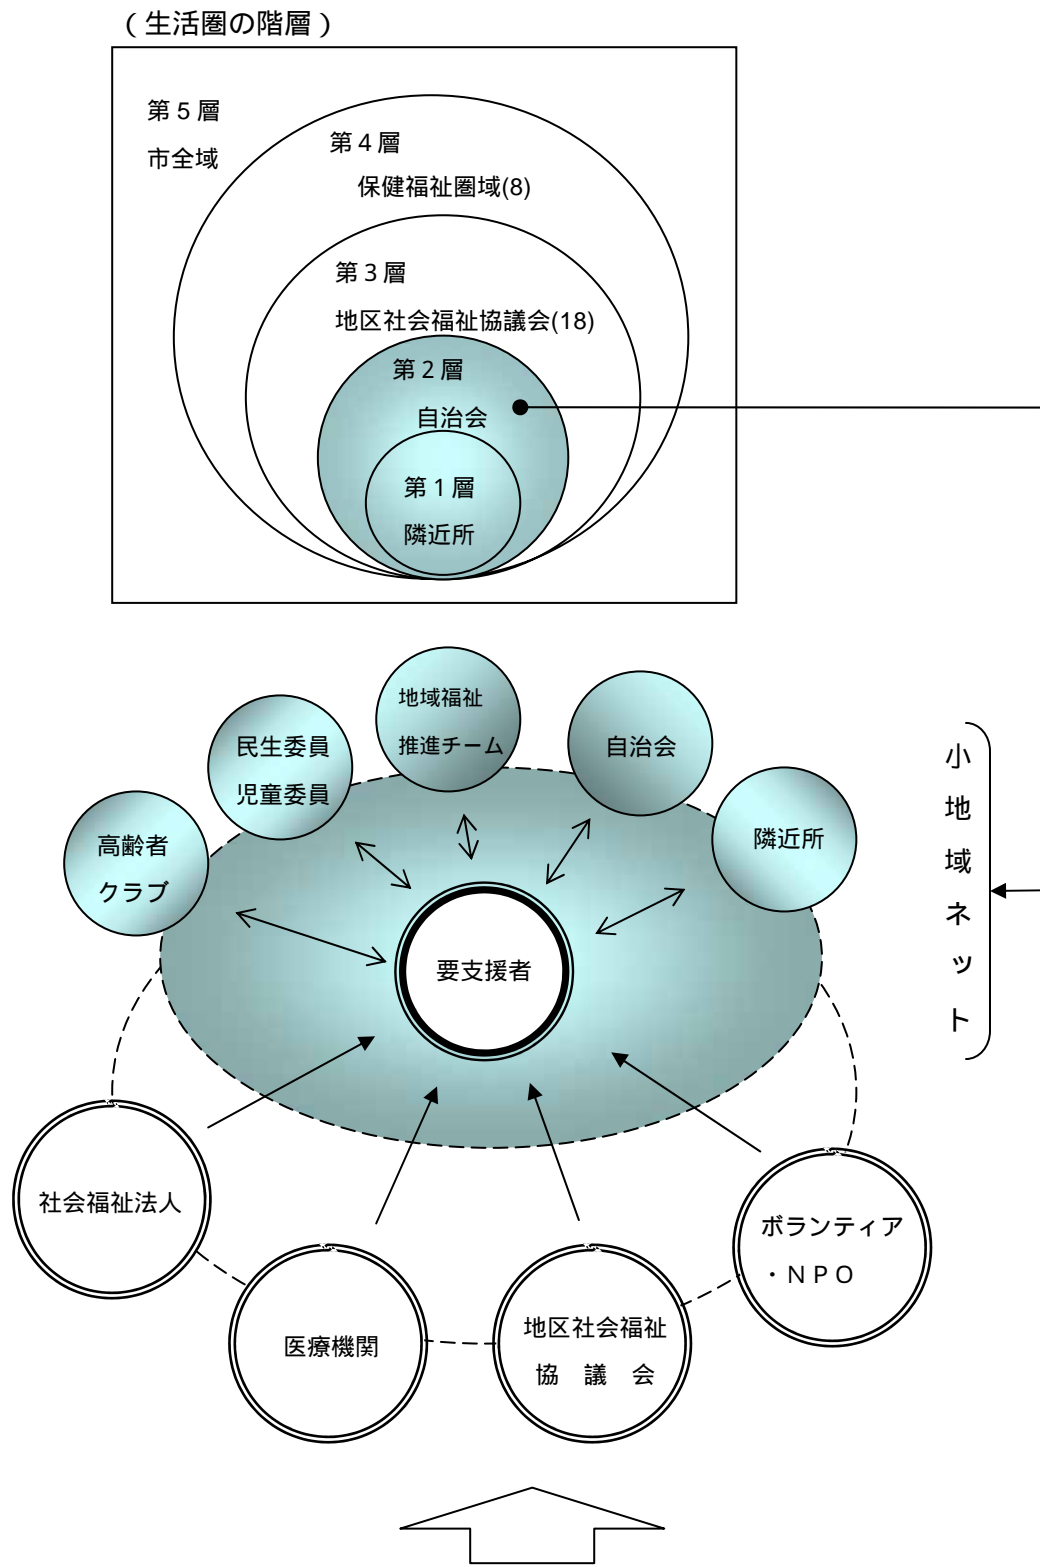 （生活圏の階層）
第５層
市全域
第４層
保健福祉圏域(8)
第３層
地区社会福祉協議会(18)
第２層
自治会
第１層
隣近所
地域福祉
推進チーム
民生委員
児童委員
自治会
高齢者
クラブ
隣近所
小地域ネット
要支援者
社会福祉法人
ボランティア
・ＮＰＯ
医療機関
地区社会福祉
協　議　会